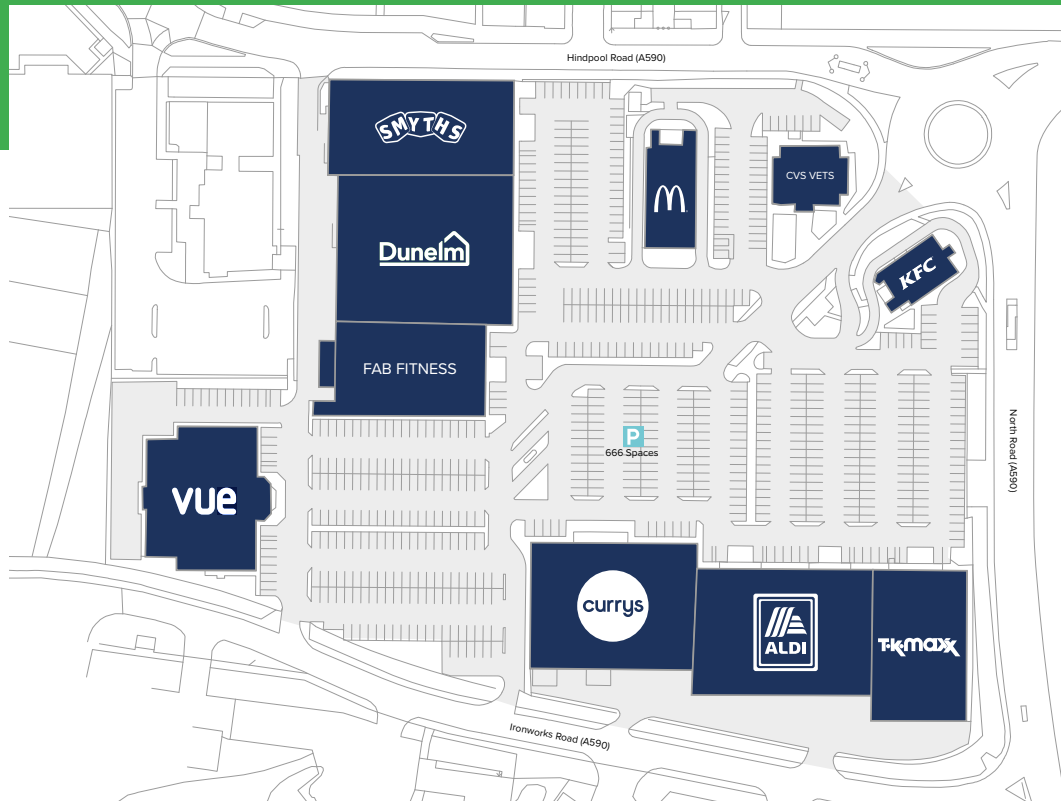 Hindpool Road (A590)
SMYTHS
M
CVS VETS
Dunelm
KFC
FAB FITNESS
P
666 Spaces
North Road (A590)
vue
currys
ALDI
T·K·maxx
Ironworks Road (A590)